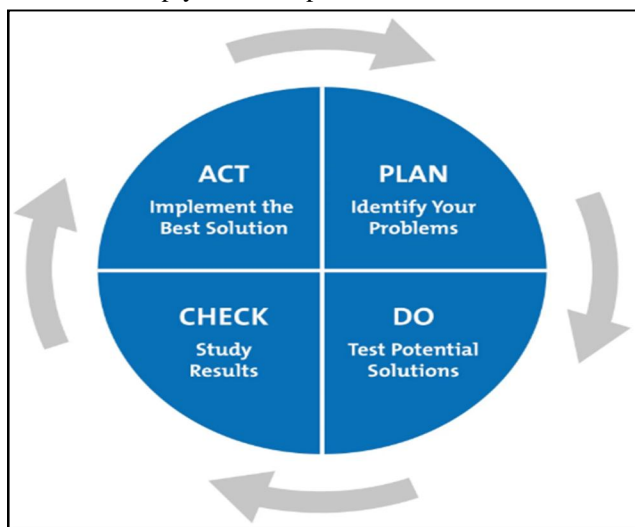 ACT
Implement the
Best Solution
PLAN
Identify Your
Problems
CHECK
Study
Results
DO
Test Potential
Solutions